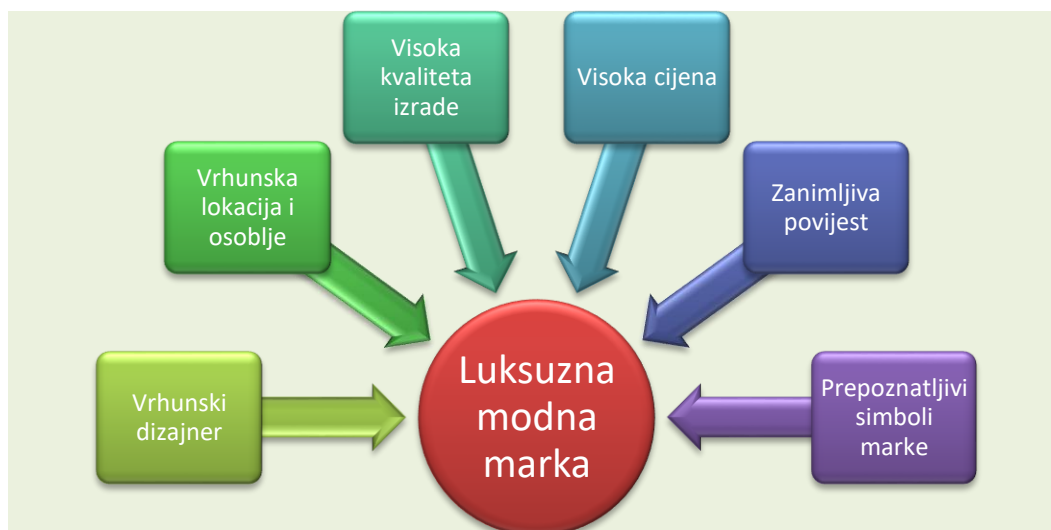 Visoka
kvaliteta
izrade
Visoka cijena
Vrhunska
lokacija i
osoblje
Zanimljiva
povijest
Vrhunski
dizajner
Luksuzna
modna
marka
Prepoznatljivi
simboli
marke